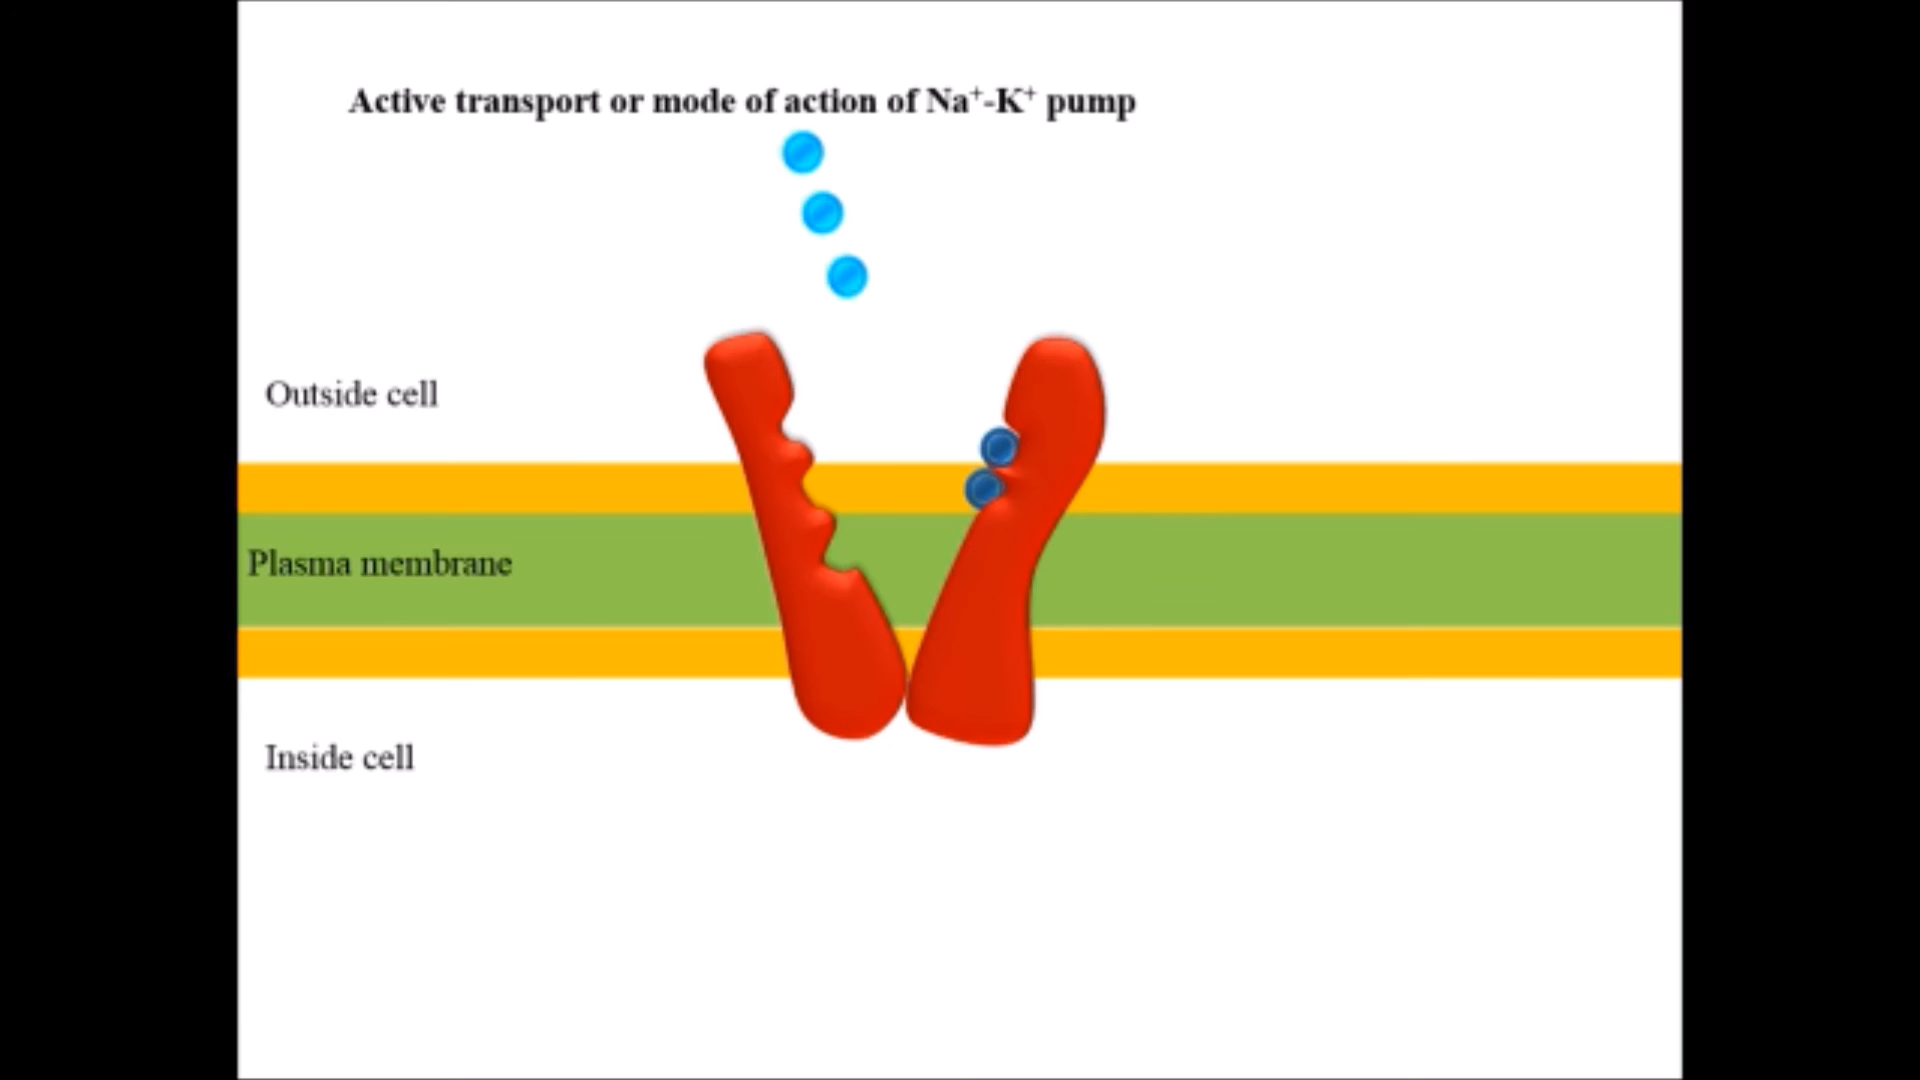 Active transport or mode of action of Na⁺-K⁺ pump
Outside cell
Plasma membrane
Inside cell